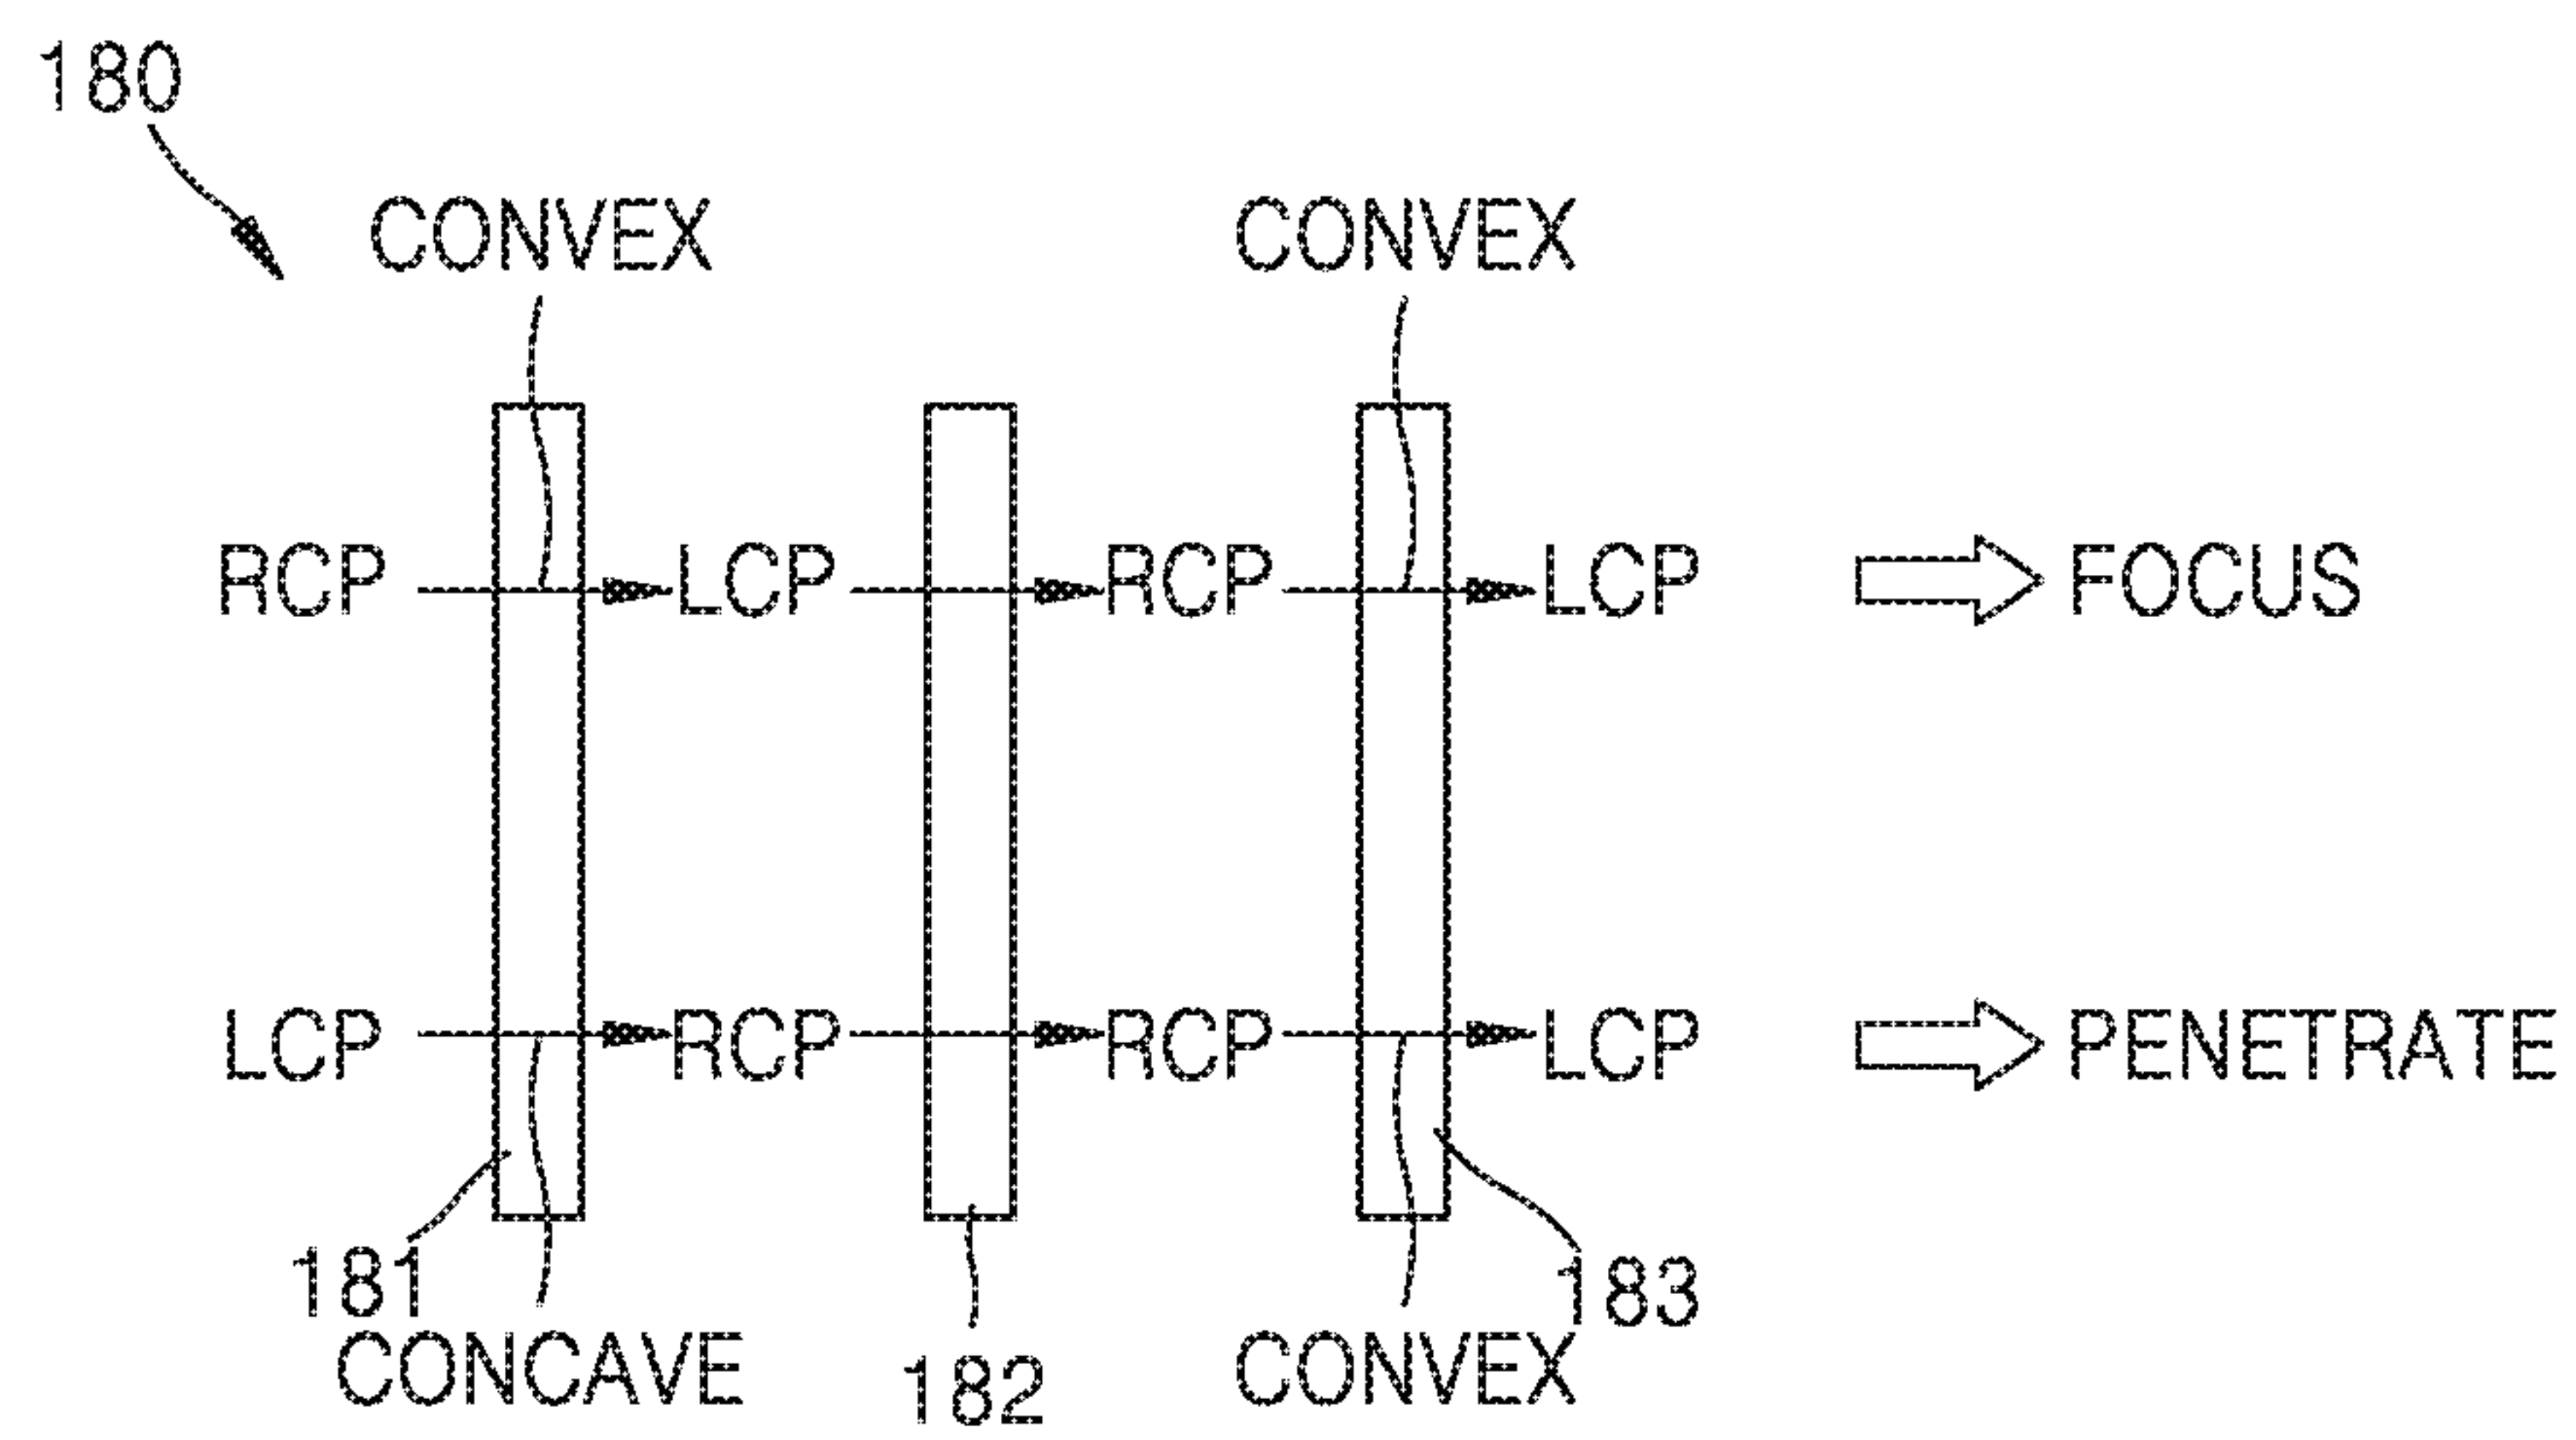 180
CONVEX CONVEX
RCP LCP RCP LCP FOCUS
LCP RCP RCP LCP PENETRATE
181 183
CONCAVE 182 CONVEX